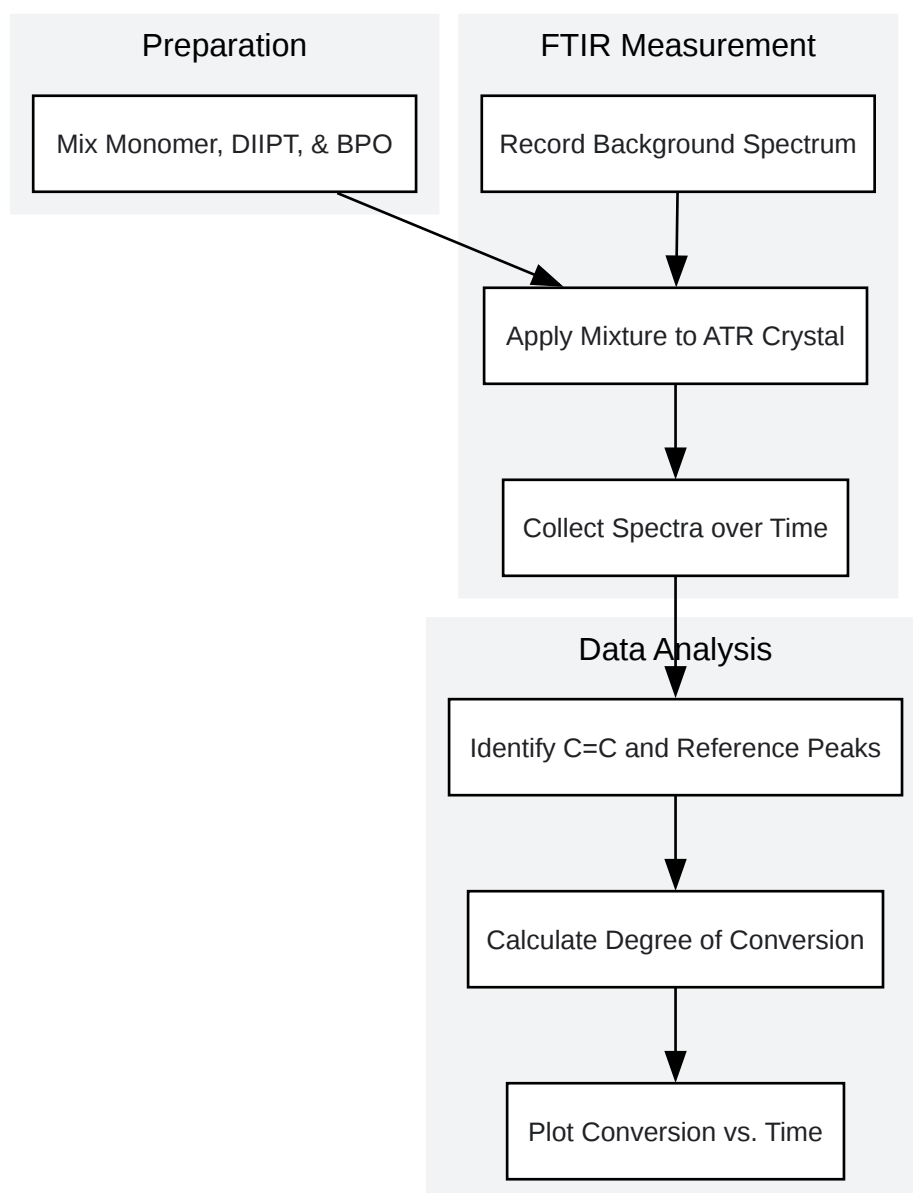 Preparation
Mix Monomer, DIIPT, & BPO
FTIR Measurement
Record Background Spectrum
Apply Mixture to ATR Crystal
Collect Spectra over Time
Data Analysis
Identify C=C and Reference Peaks
Calculate Degree of Conversion
Plot Conversion vs. Time